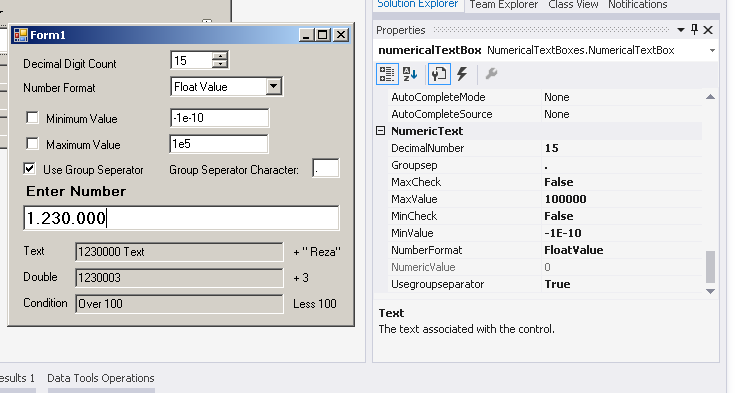 Form1
Decimal Digit Count 15
Number Format Float Value
Minimum Value -1e-10
Maximum Value 1e5
Use Group Seperator Group Seperator Character: .
Enter Number
1.230.000
Text 1230000 Text + " Reza"
Double 1230003 + 3
Condition Over 100 Less 100
Solution Explorer Team Explorer Class View Notifications
Properties
numericalTextBox NumericalTextBoxes.NumericalTextBox
AutoCompleteMode None
AutoCompleteSource None
NumericText
DecimalNumber 15
Groupsep .
MaxCheck False
MaxValue 100000
MinCheck False
MinValue -1E-10
NumberFormat FloatValue
NumericValue 0
Usegroupseparator True
Text
The text associated with the control.
esults 1 Data Tools Operations